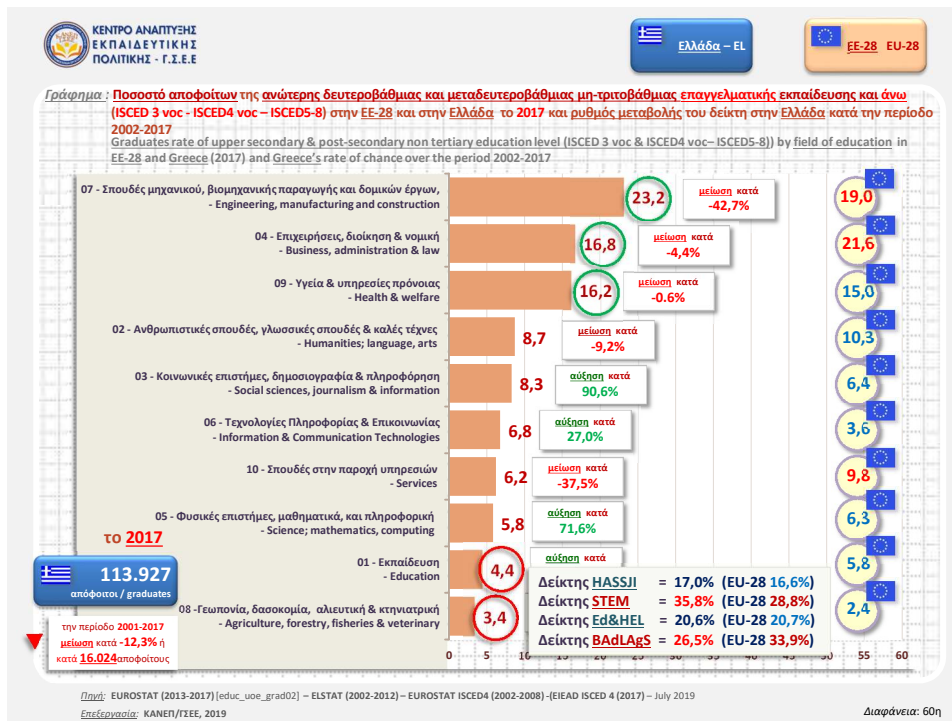 ΚΕΝΤΡΟ ΑΝΑΠΤΥΞΗΣ
ΕΚΠΑΙΔΕΥΤΙΚΗΣ
ΠΟΛΙΤΙΚΗΣ - Γ.Σ.Ε.Ε
Ελλάδα – EL
ΕΕ-28 EU-28
Γράφημα : Ποσοστό αποφοίτων της ανώτερης δευτεροβάθμιας και μεταδευτεροβάθμιας μη-τριτοβάθμιας επαγγελματικής εκπαίδευσης και άνω
(ISCED 3 voc - ISCED4 voc – ISCED5-8) στην ΕΕ-28 και στην Ελλάδα το 2017 και ρυθμός μεταβολής του δείκτη στην Ελλάδα κατά την περίοδο
2002-2017
Graduates rate of upper secondary & post-secondary non tertiary education level (ISCED 3 voc & ISCED4 voc– ISCED5-8)) by field of education in
EE-28 and Greece (2017) and Greece's rate of chance over the period 2002-2017
07 - Σπουδές μηχανικού, βιομηχανικής παραγωγής και δομικών έργων,
- Engineering, manufacturing and construction
23,2
μείωση κατά
-42,7%
19,0
04 - Επιχειρήσεις, διοίκηση & νομική
- Business, administration & law
16,8
μείωση κατά
-4,4%
21,6
09 - Υγεία & υπηρεσίες πρόνοιας
- Health & welfare
16,2
μείωση κατά
-0.6%
15,0
02 - Ανθρωπιστικές σπουδές, γλωσσικές σπουδές & καλές τέχνες
- Humanities; language, arts
8,7
μείωση κατά
-9,2%
10,3
03 - Κοινωνικές επιστήμες, δημοσιογραφία & πληροφόρηση
- Social sciences, journalism & information
8,3
αύξηση κατά
90,6%
6,4
06 - Τεχνολογίες Πληροφορίας & Επικοινωνίας
- Information & Communication Technologies
6,8
αύξηση κατά
27,0%
3,6
10 - Σπουδές στην παροχή υπηρεσιών
- Services
6,2
μείωση κατά
-37,5%
9,8
05 - Φυσικές επιστήμες, μαθηματικά, και πληροφορική
- Science; mathematics, computing
5,8
αύξηση κατά
71,6%
6,3
01 - Εκπαίδευση
- Education
4,4
αύξηση κατά
5,8
08 -Γεωπονία, δασοκομία, αλιευτική & κτηνιατρική
- Agriculture, forestry, fisheries & veterinary
3,4
2,4
το 2017
113.927
απόφοιτοι / graduates
την περίοδο 2001-2017
μείωση κατά -12,3% ή
κατά 16.024αποφοίτους
Δείκτης HASSJI = 17,0% (EU-28 16,6%)
Δείκτης STEM = 35,8% (EU-28 28,8%)
Δείκτης Ed&HEL = 20,6% (EU-28 20,7%)
Δείκτης BAdLAgS = 26,5% (EU-28 33,9%)
0 5 10 50 55 60
Πηγή: EUROSTAT (2013-2017) [educ_uoe_grad02] – ELSTAT (2002-2012) – EUROSTAT ISCED4 (2002-2008) -(EIEAD ISCED 4 (2017) – July 2019
Επεξεργασία: ΚΑΝΕΠ/ΓΣΕΕ, 2019
Διαφάνεια: 60η